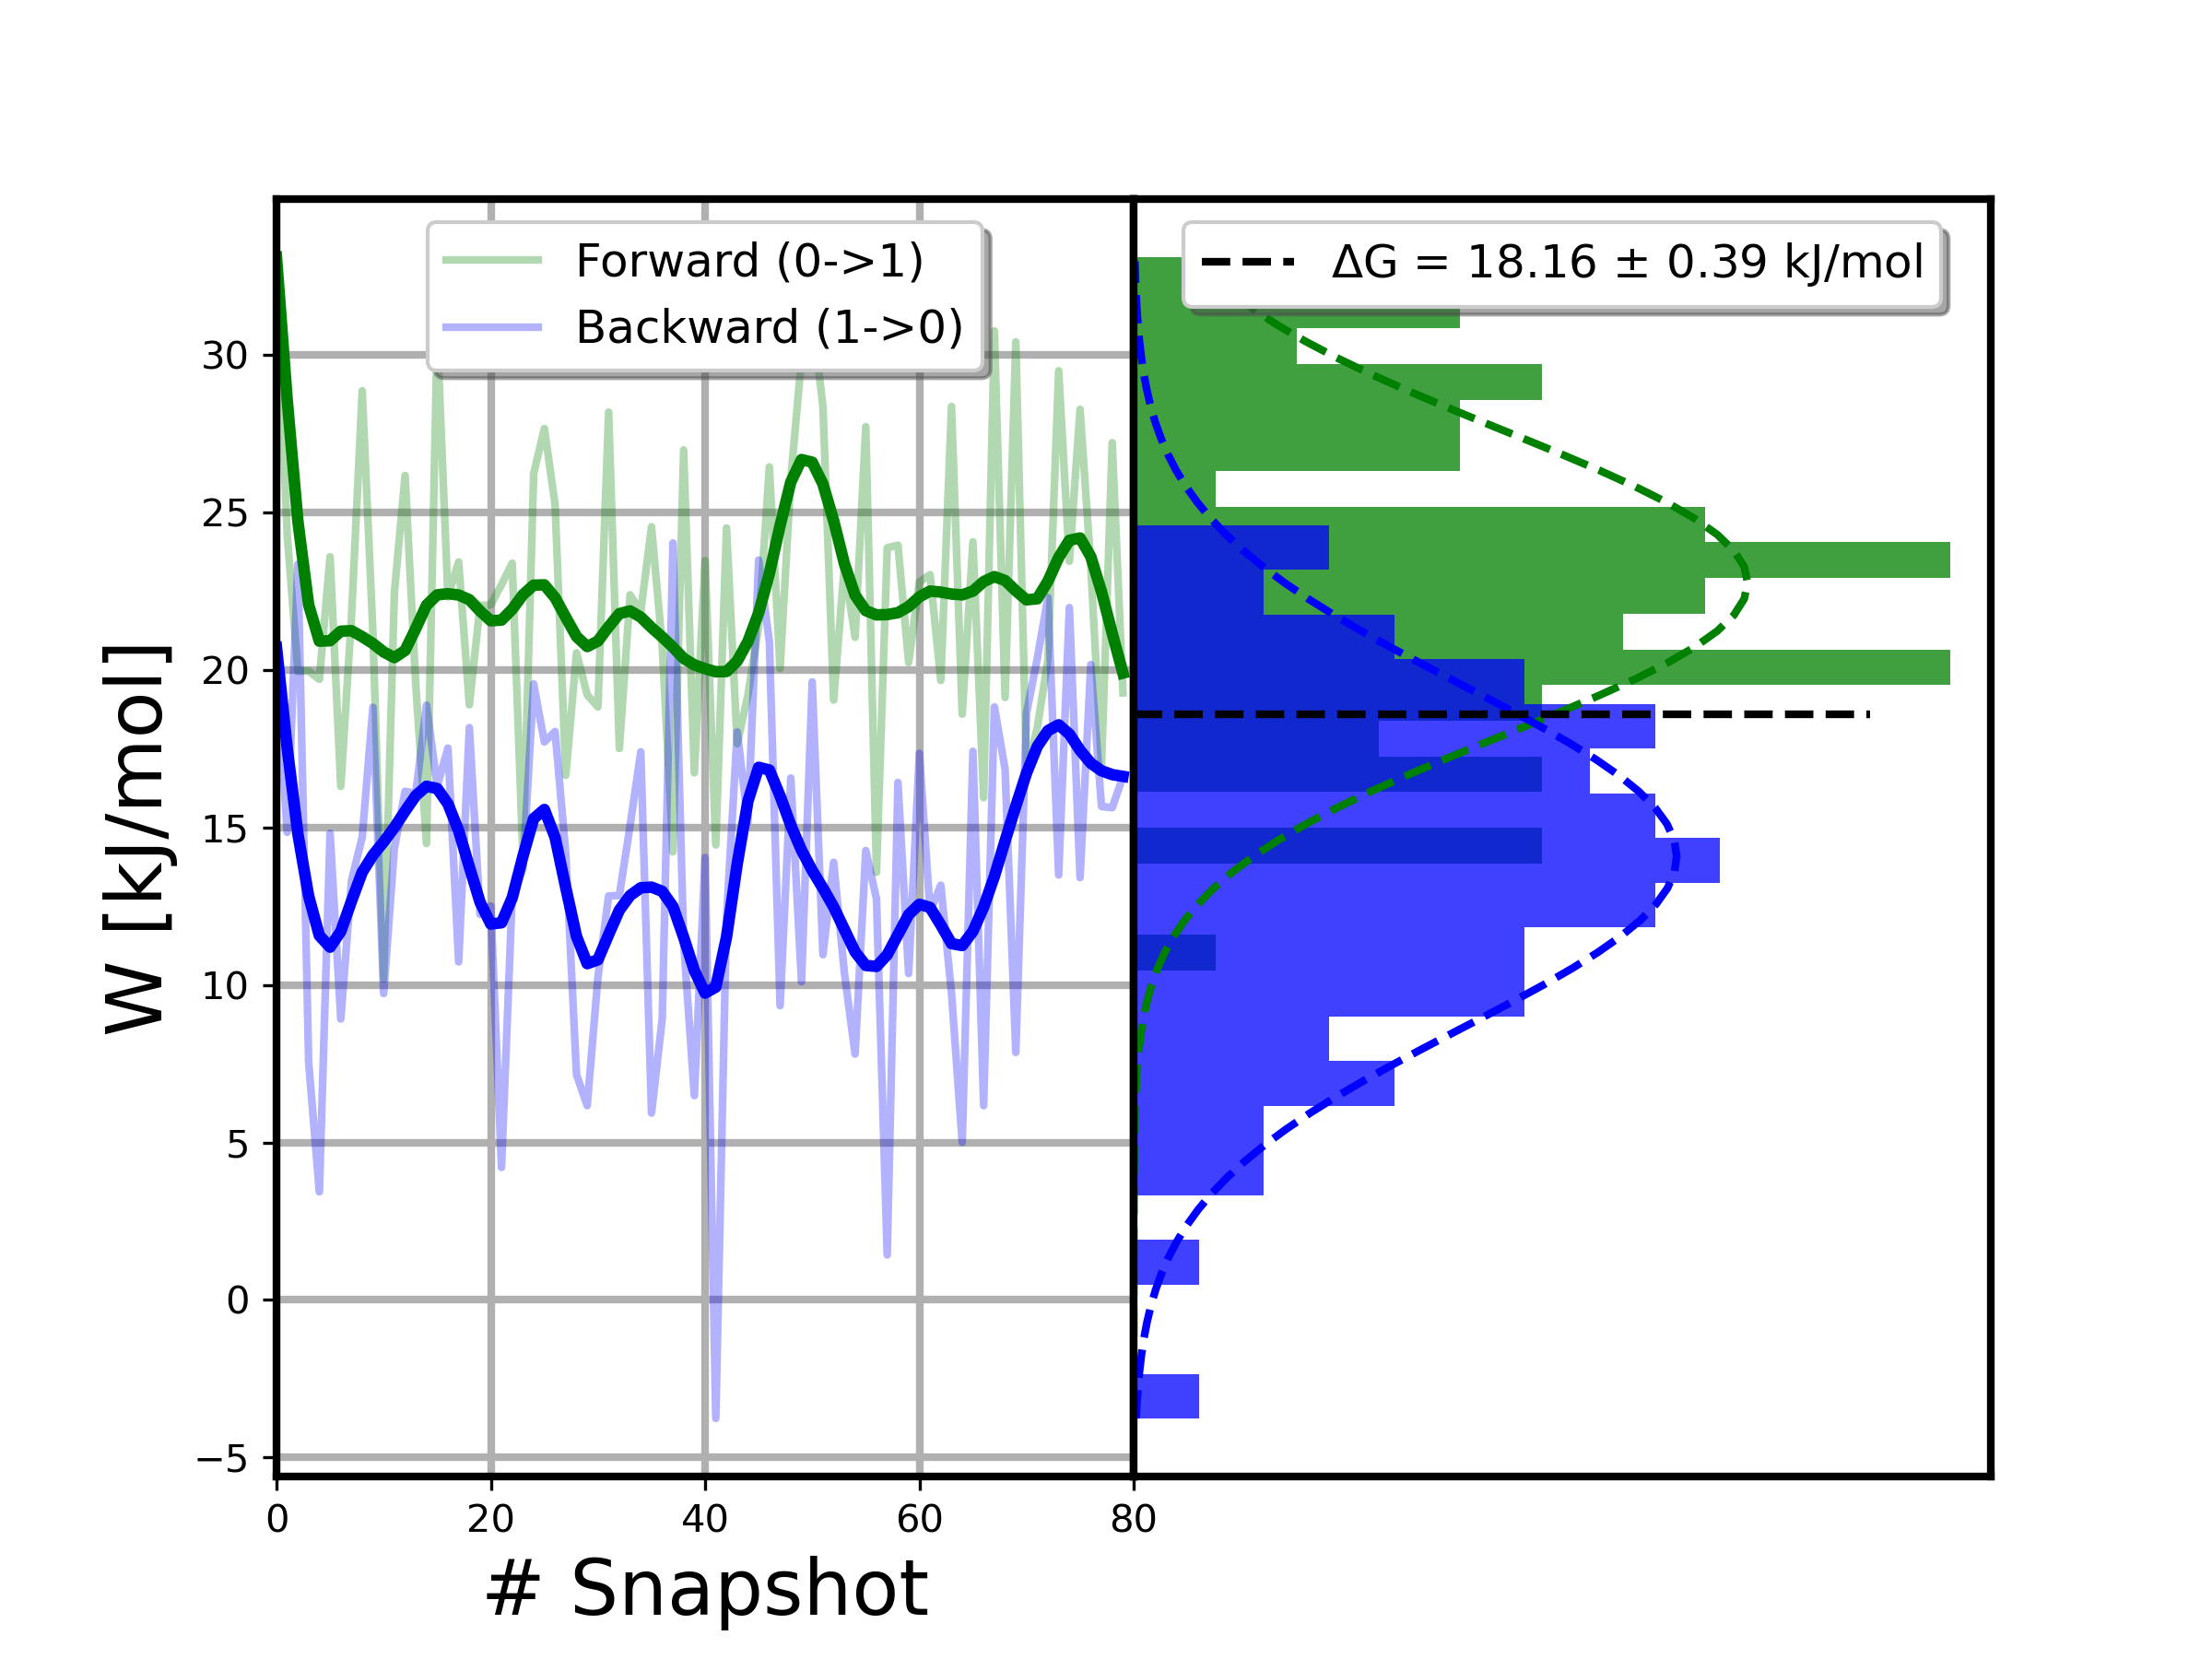 Forward (0->1)
Backward (1->0)
ΔG = 18.16 ± 0.39 kJ/mol
W [kJ/mol]
30
25
20
15
10
5
0
−5
0 20 40 60 80
# Snapshot